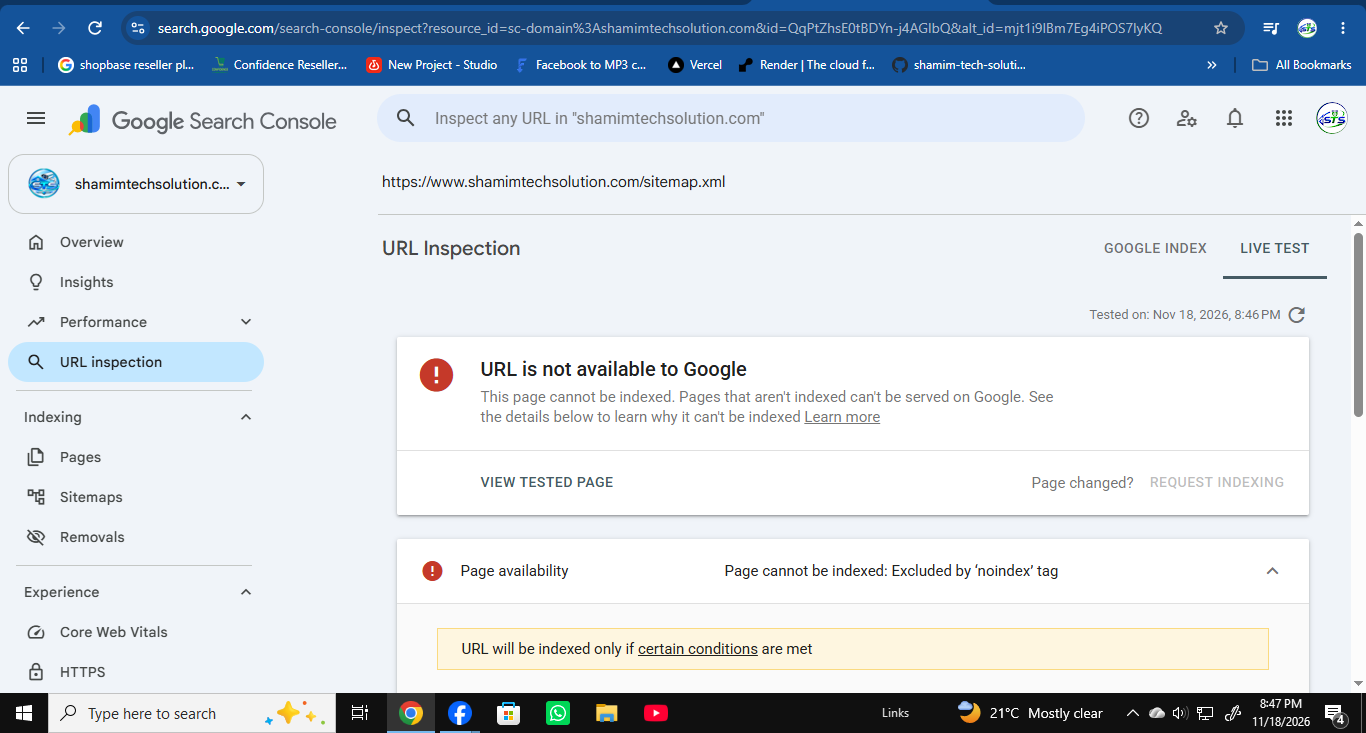 search.google.com/search-console/inspect?resource_id=sc-domain%3Ashamimtechsolution.com&id=QqPtZhsE0tBDYn-j4AGIbQ&alt_id=mjt1i9IBm7Eg4iPOS7lyKQ
shopbase reseller pl...
Confidence Reseller...
New Project - Studio
Facebook to MP3 c...
Vercel
Render | The cloud f...
shamim-tech-soluti...
»
All Bookmarks
Google Search Console
Inspect any URL in "shamimtechsolution.com"
shamimtechsolution.c...
https://www.shamimtechsolution.com/sitemap.xml
Overview
Insights
Performance
URL inspection
Indexing
Pages
Sitemaps
Removals
Experience
Core Web Vitals
HTTPS
URL Inspection
GOOGLE INDEX
LIVE TEST
Tested on: Nov 18, 2026, 8:46 PM
URL is not available to Google
This page cannot be indexed. Pages that aren't indexed can't be served on Google. See
the details below to learn why it can't be indexed Learn more
VIEW TESTED PAGE
Page changed?
REQUEST INDEXING
Page availability
Page cannot be indexed: Excluded by ‘noindex’ tag
URL will be indexed only if certain conditions are met
Type here to search
Links
21°C Mostly clear
8:47 PM
11/18/2026
4